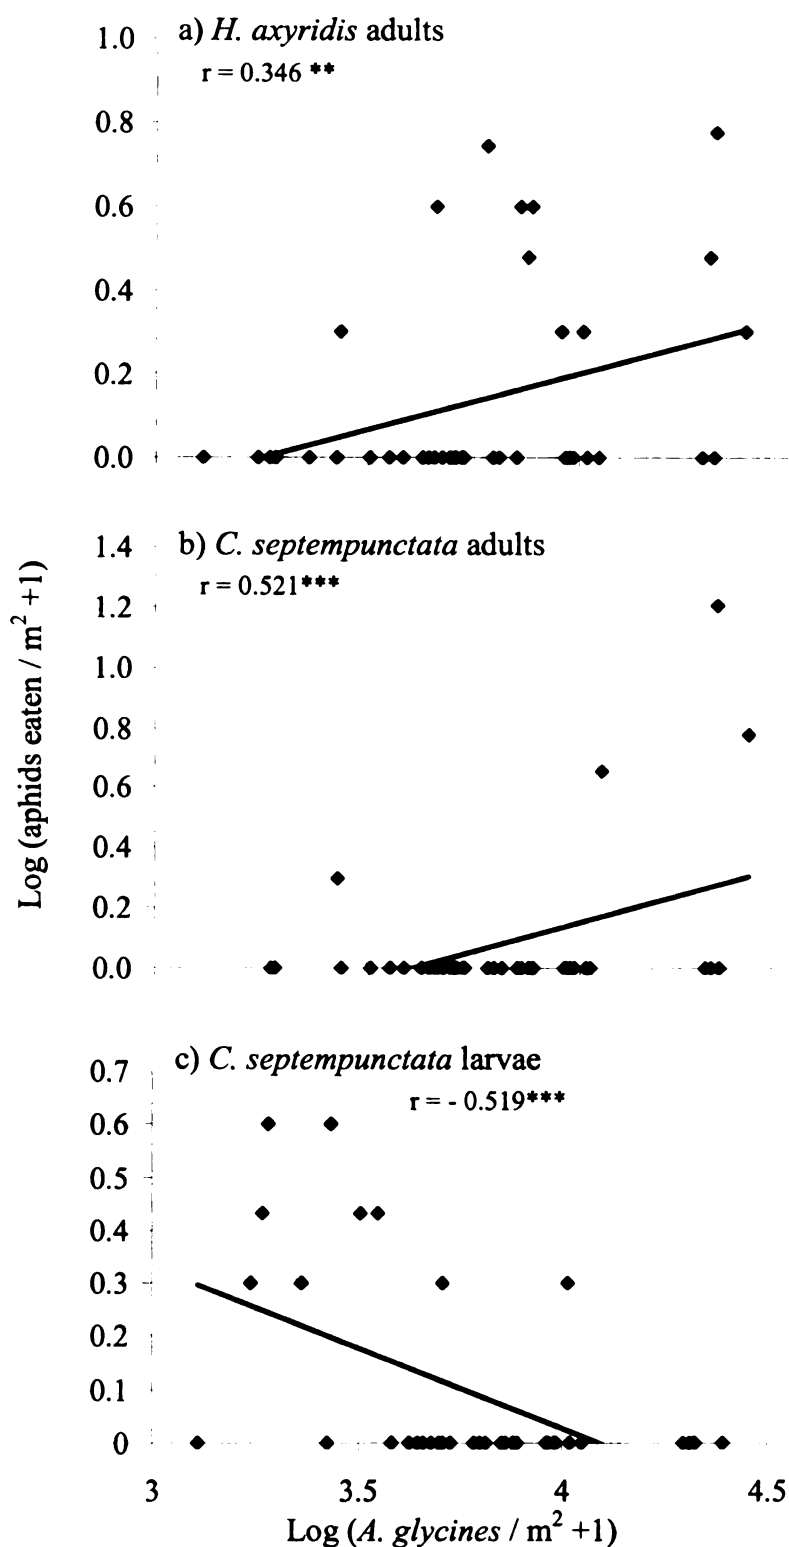 a) H. axyridis adults
r = 0.346 **
1.0
0.8
0.6
0.4
0.2
0.0
b) C. septempunctata adults
r = 0.521***
1.4
1.2
1.0
0.8
0.6
0.4
0.2
0.0
Log (aphids eaten / m² +1)
c) C. septempunctata larvae
r = - 0.519***
0.7
0.6
0.5
0.4
0.3
0.2
0.1
0
3 3.5 4 4.5
Log (A. glycines / m² +1)